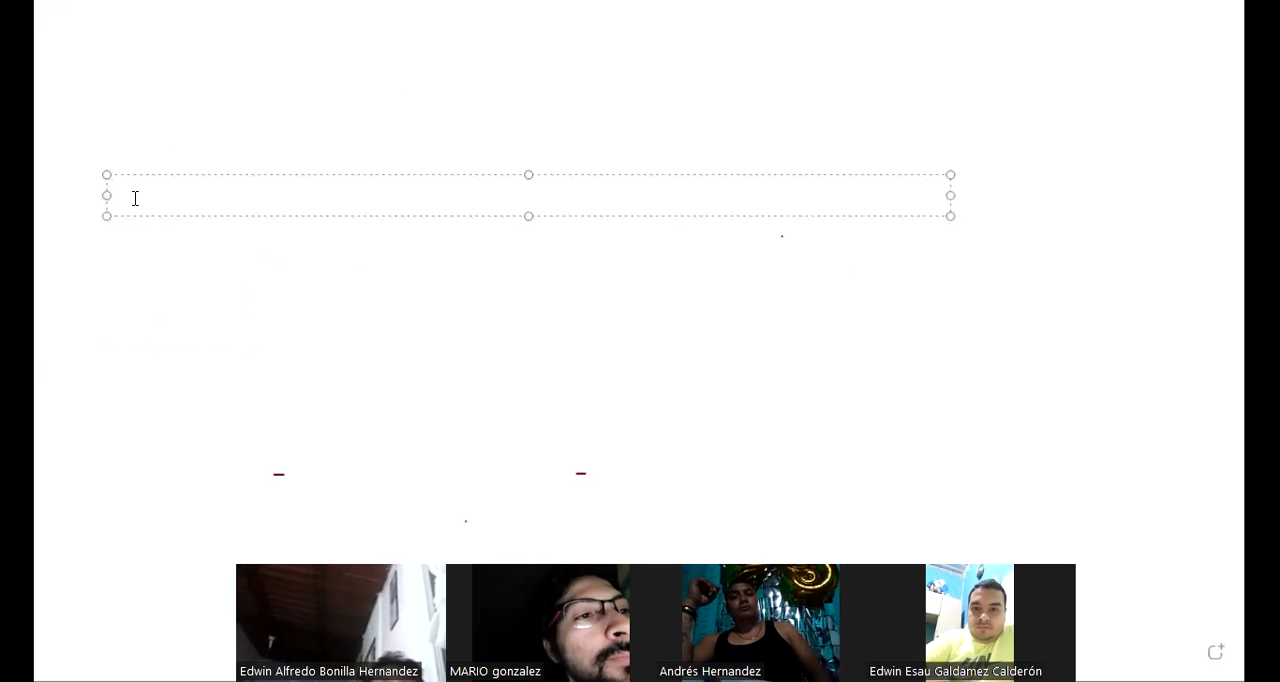 Edwin Alfredo Bonilla Hernandez
MARIO gonzalez
Andrés Hernandez
Edwin Esau Galdamez Calderón